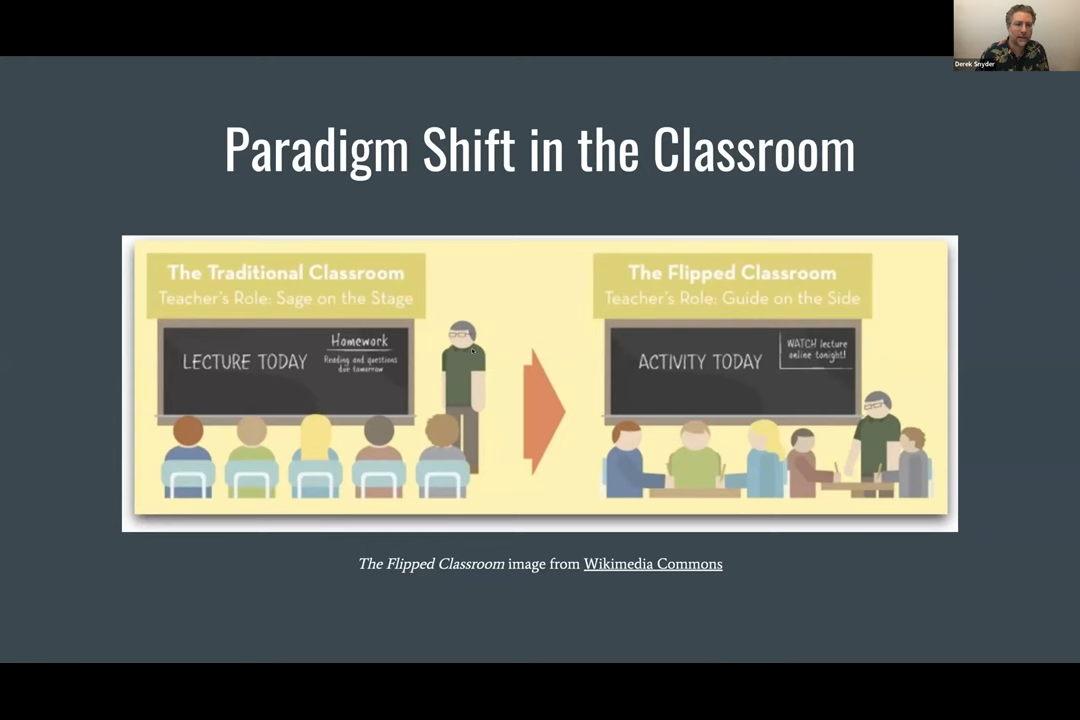 Derek Snyder
Paradigm Shift in the Classroom
The Traditional Classroom
Teacher's Role: Sage on the Stage
LECTURE TODAY
Homework
Reading and questions
due tomorrow
The Flipped Classroom
Teacher's Role: Guide on the Side
ACTIVITY TODAY
WATCH lecture
online tonight!
The Flipped Classroom image from Wikimedia Commons